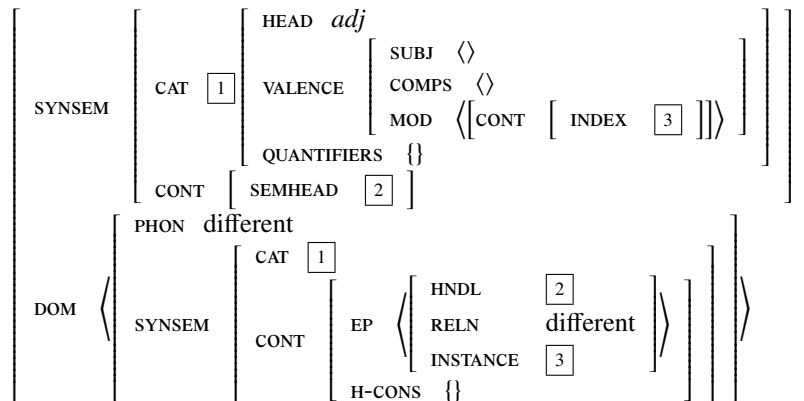 HEAD adj
SUBJ ⟨⟩
CAT 1 VALENCE COMPS ⟨⟩
SYNSEM MOD ⟨[CONT [ INDEX 3 ]]⟩
QUANTIFIERS {}
CONT [ SEMHEAD 2 ]
PHON different
CAT 1
HNDL 2
DOM ⟨ SYNSEM CONT EP ⟨ RELN different ⟩ ⟩
INSTANCE 3
H-CONS {}